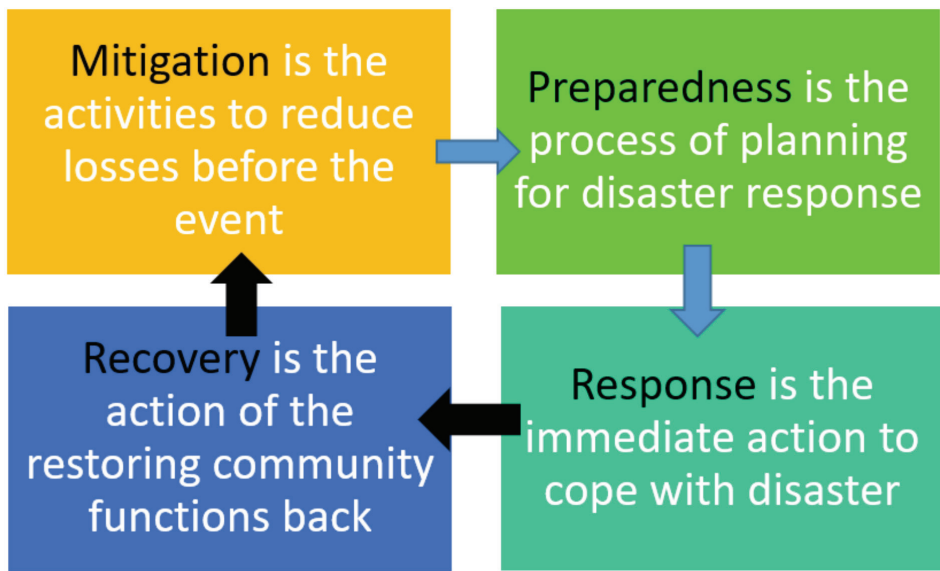 Mitigation is the
activities to reduce
losses before the
event
Preparedness is the
process of planning
for disaster response
Recovery is the
action of the
restoring community
functions back
Response is the
immediate action to
cope with disaster